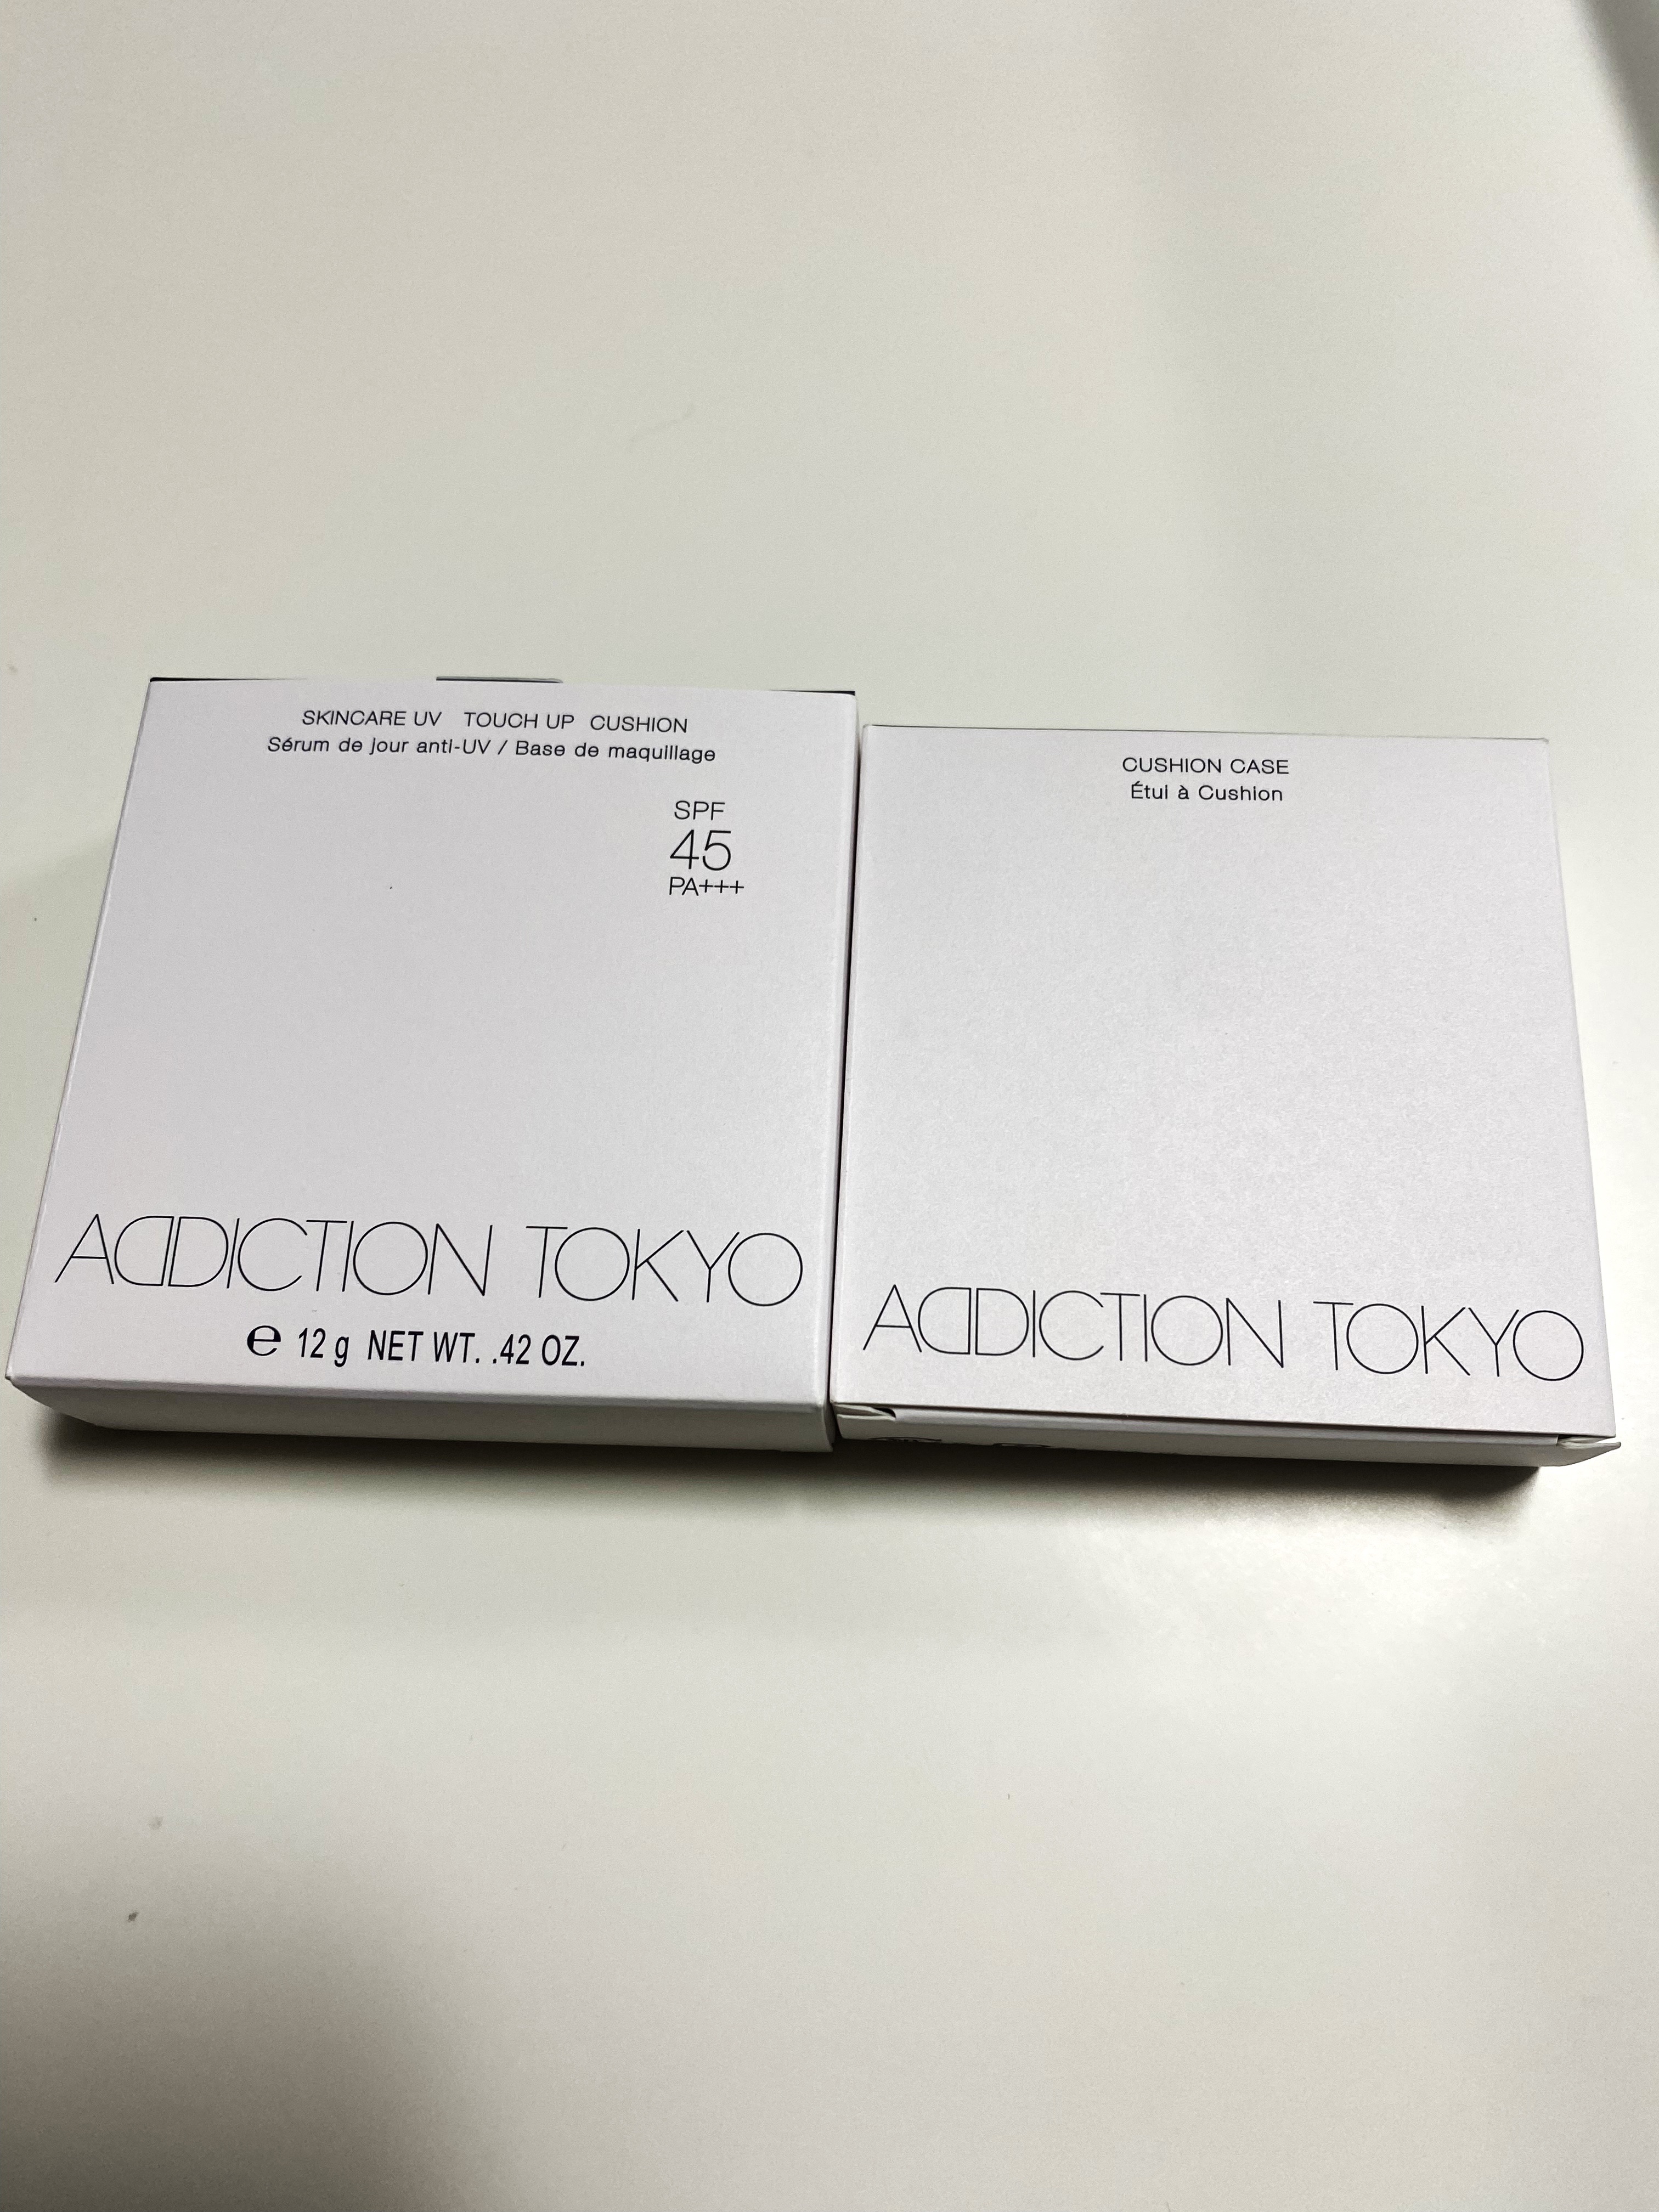 SKINCARE UV TOUCH UP CUSHION
Sérum de jour anti-UV / Base de maquillage
SPF
45
PA+++
ADDICTION TOKYO
e 12 g NET WT. .42 OZ.
CUSHION CASE
Étui à Cushion
ADDICTION TOKYO